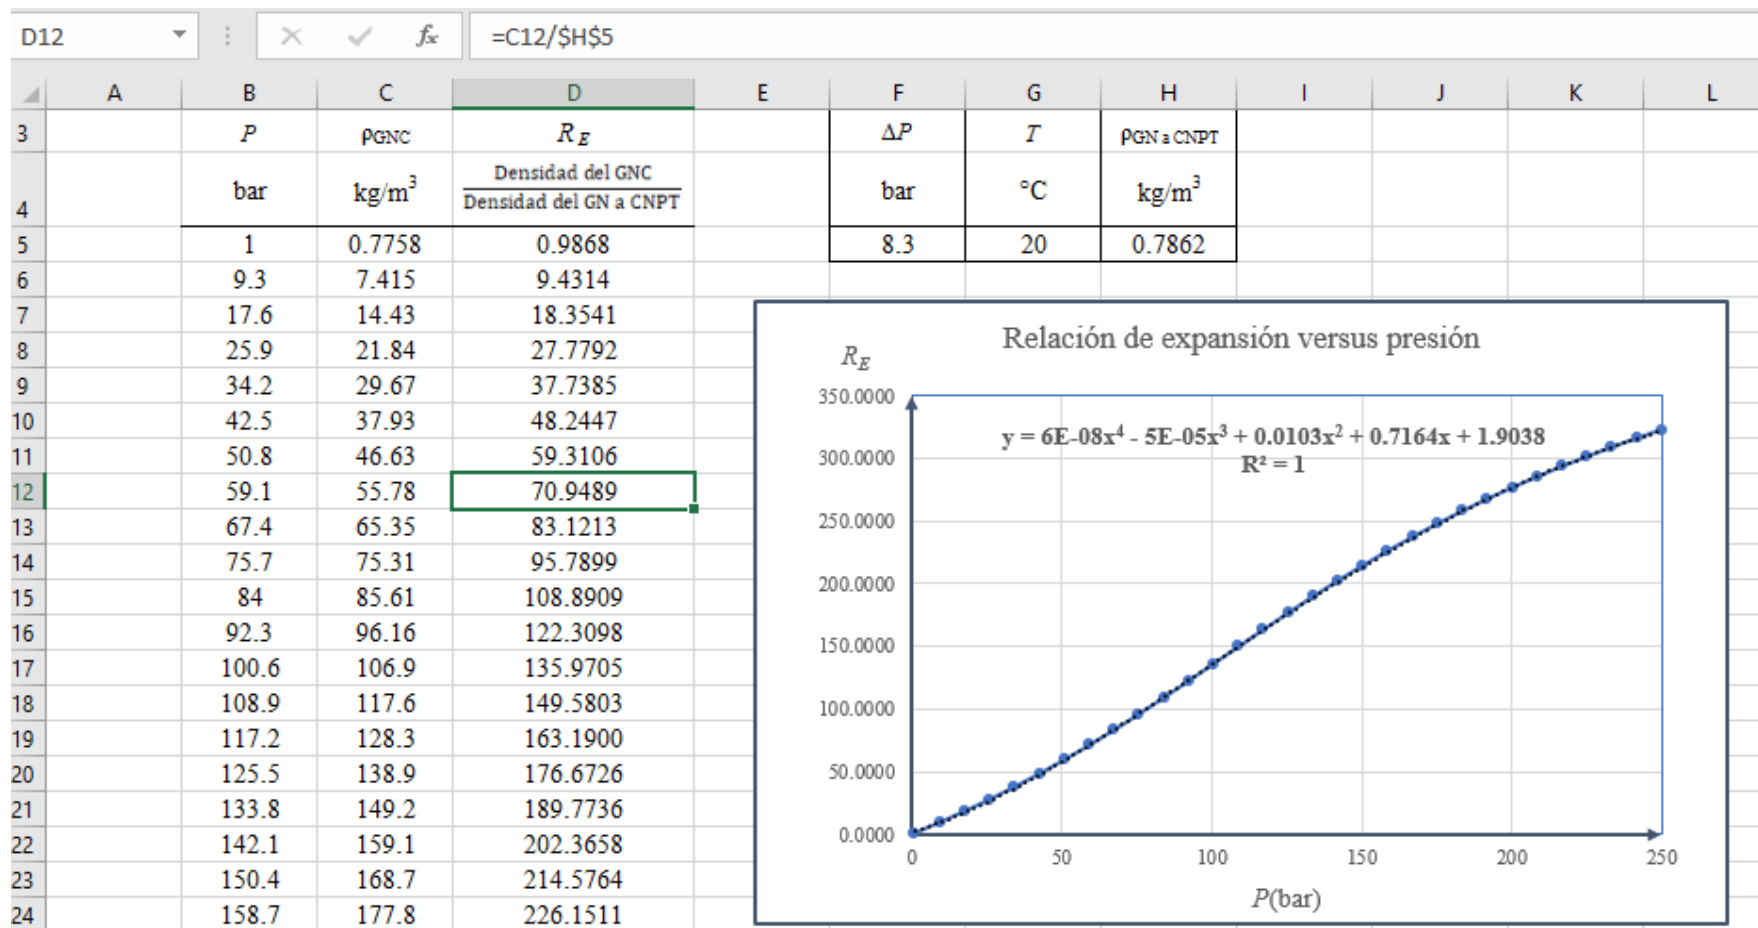 D12 fx =C12/$H$5
A B C D E F G H I J K L
3 P ρGNC R_E ΔP T ρGN a CNPT
4 bar kg/m³ Densidad del GNC / Densidad del GN a CNPT bar °C kg/m³
5 1 0.7758 0.9868 8.3 20 0.7862
6 9.3 7.415 9.4314
7 17.6 14.43 18.3541
8 25.9 21.84 27.7792
9 34.2 29.67 37.7385
10 42.5 37.93 48.2447
11 50.8 46.63 59.3106
12 59.1 55.78 70.9489
13 67.4 65.35 83.1213
14 75.7 75.31 95.7899
15 84 85.61 108.8909
16 92.3 96.16 122.3098
17 100.6 106.9 135.9705
18 108.9 117.6 149.5803
19 117.2 128.3 163.1900
20 125.5 138.9 176.6726
21 133.8 149.2 189.7736
22 142.1 159.1 202.3658
23 150.4 168.7 214.5764
24 158.7 177.8 226.1511
Relación de expansión versus presión
R_E
y = 6E-08x⁴ - 5E-05x³ + 0.0103x² + 0.7164x + 1.9038
R² = 1
350.0000
300.0000
250.0000
200.0000
150.0000
100.0000
50.0000
0.0000
0 50 100 150 200 250
P(bar)